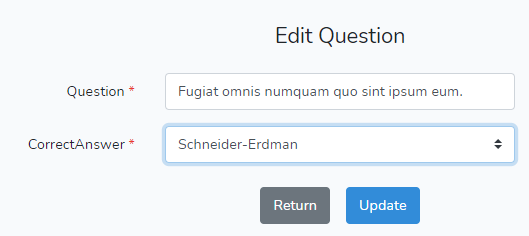 Edit Question
Question * Fugiat omnis numquam quo sint ipsum eum.
CorrectAnswer * Schneider-Erdman
Return Update